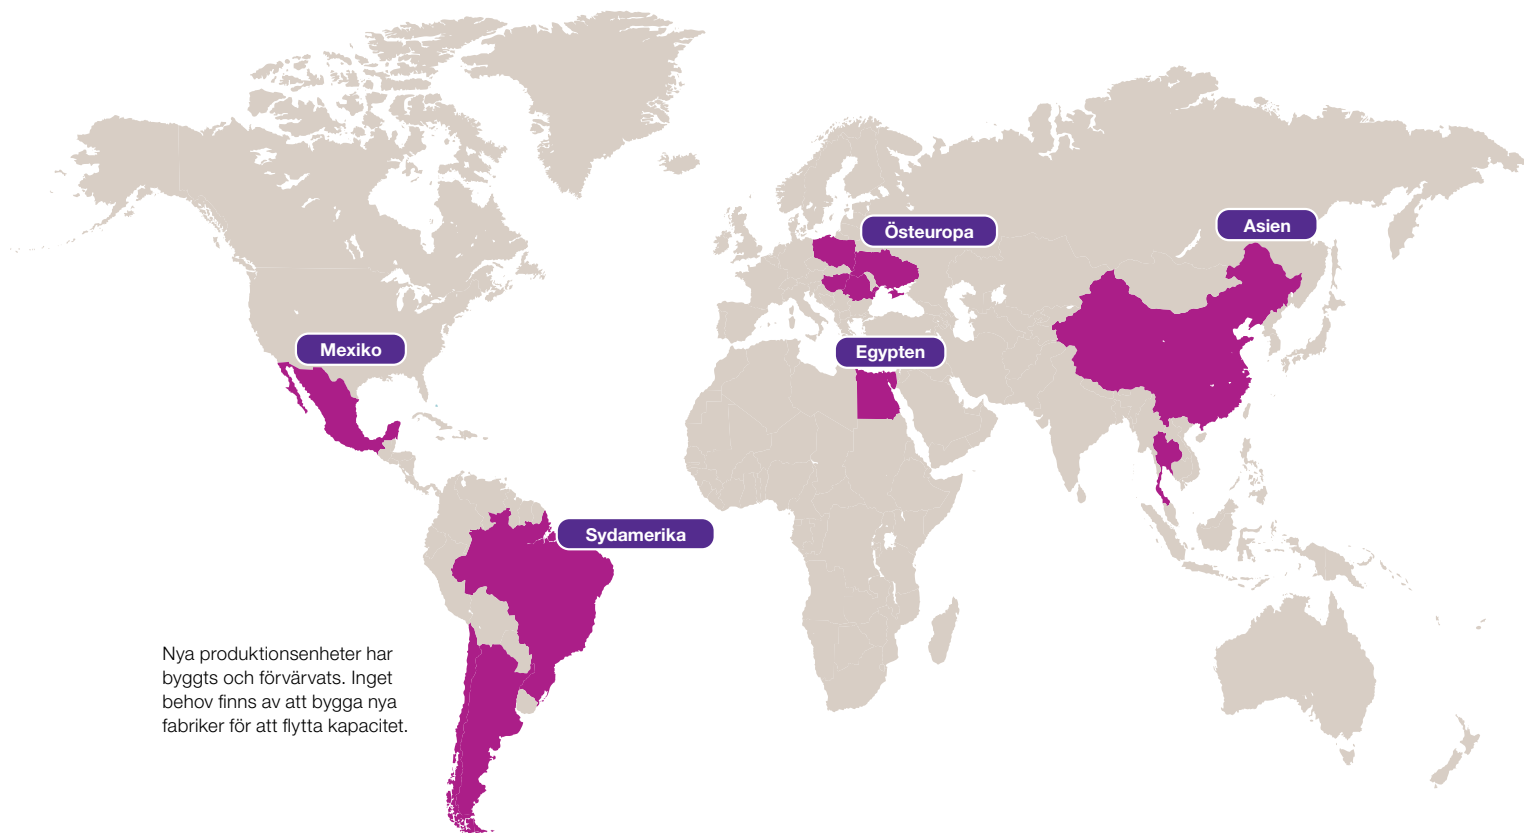 Östeuropa
Asien
Mexiko
Egypten
Sydamerika
Nya produktionsenheter har
byggts och förvärvats. Inget
behov finns av att bygga nya
fabriker för att flytta kapacitet.